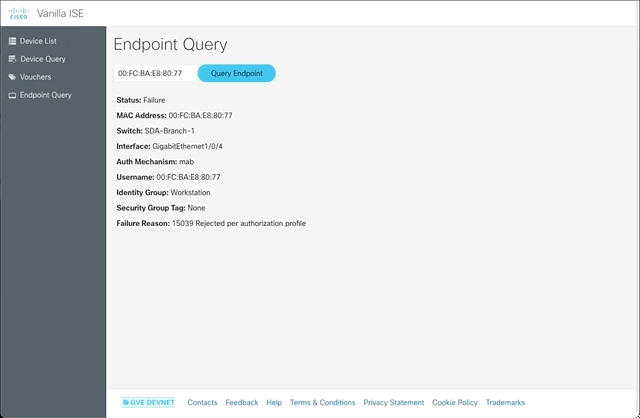 CISCO Vanilla ISE
Device List
Device Query
Vouchers
Endpoint Query
Endpoint Query
00:FC:BA:E8:80:77 Query Endpoint
Status: Failure
MAC Address: 00:FC:BA:E8:80:77
Switch: SDA-Branch-1
Interface: GigabitEthernet1/0/4
Auth Mechanism: mab
Username: 00:FC:BA:E8:80:77
Identity Group: Workstation
Security Group Tag: None
Failure Reason: 15039 Rejected per authorization profile
GVE DEVNET Contacts Feedback Help Terms & Conditions Privacy Statement Cookie Policy Trademarks